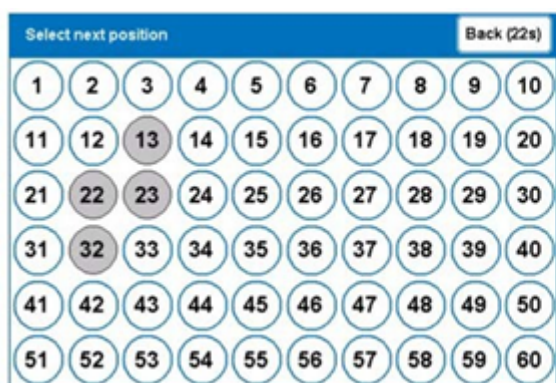 Select next position Back (22s)
1 2 3 4 5 6 7 8 9 10
11 12 13 14 15 16 17 18 19 20
21 22 23 24 25 26 27 28 29 30
31 32 33 34 35 36 37 38 39 40
41 42 43 44 45 46 47 48 49 50
51 52 53 54 55 56 57 58 59 60